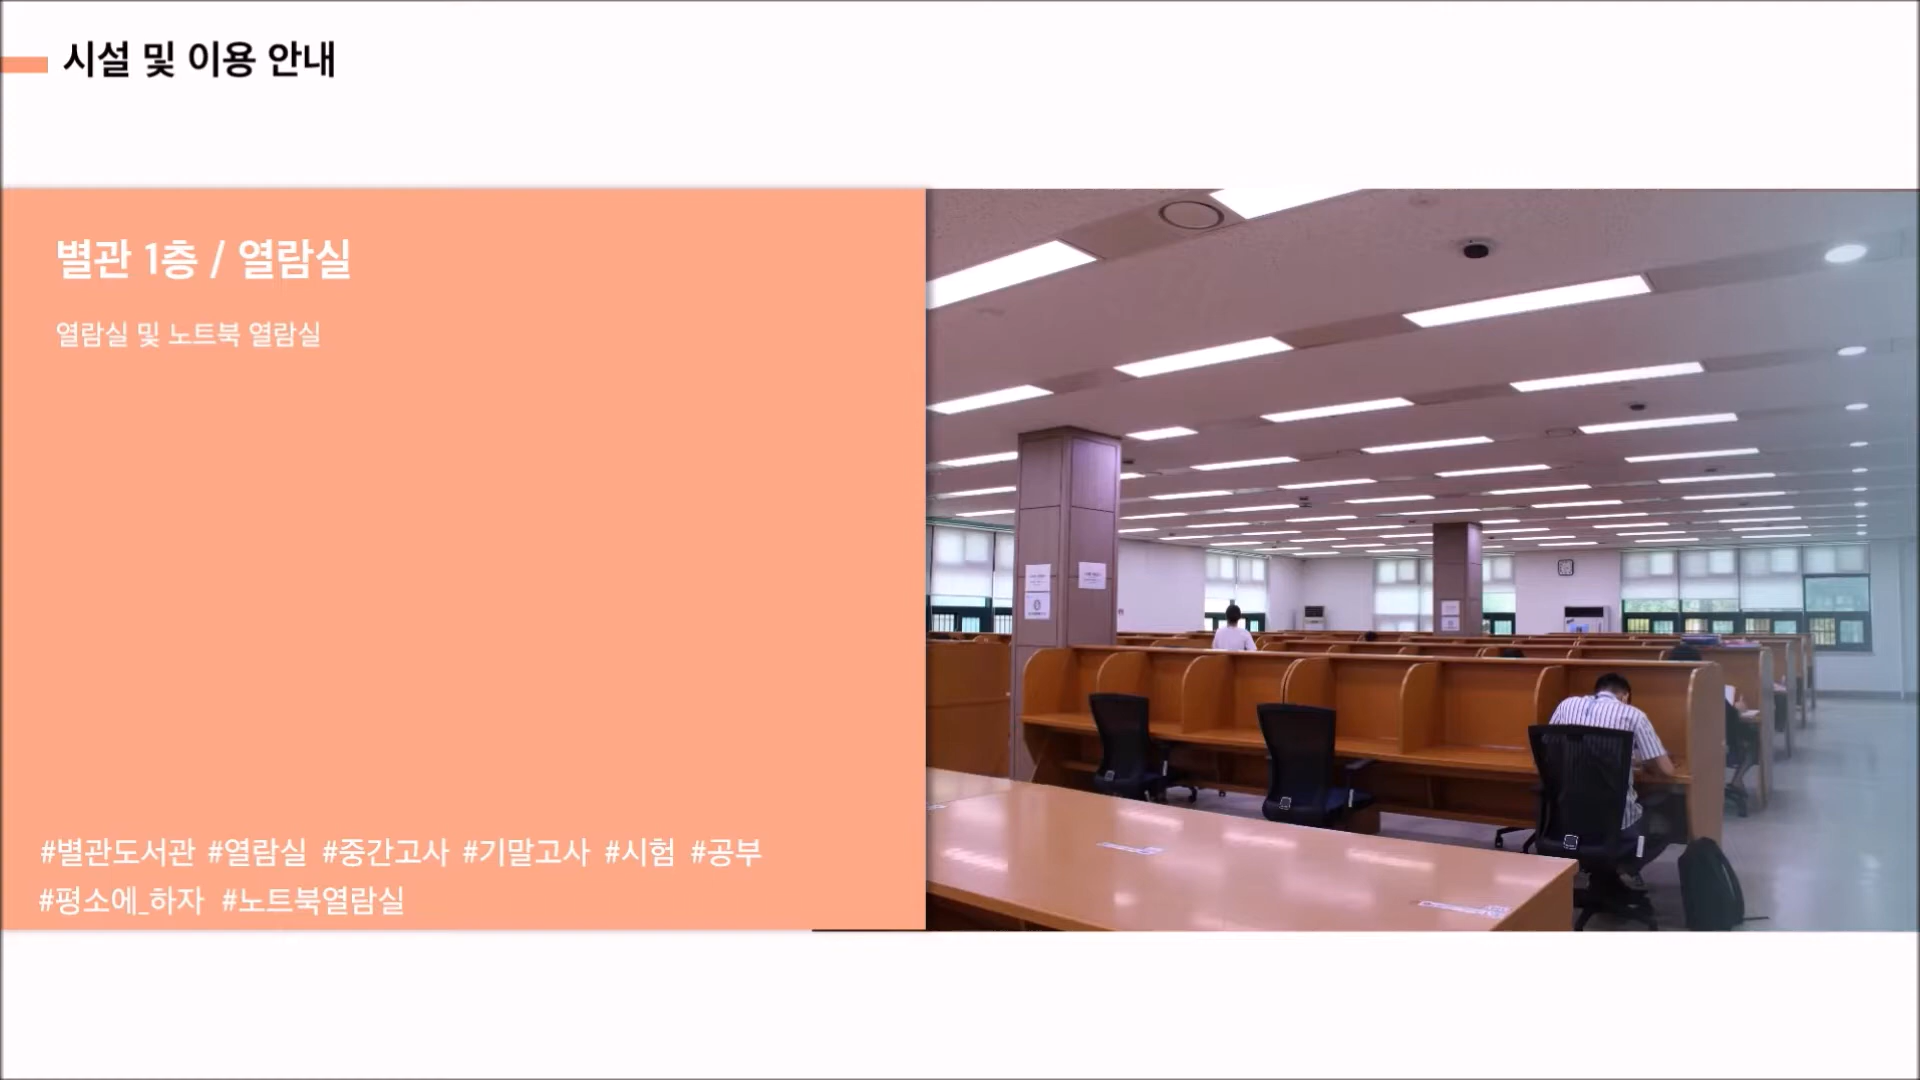 시설 및 이용 안내
별관 1층 / 열람실
열람실 및 노트북 열람실
#별관도서관 #열람실 #중간고사 #기말고사 #시험 #공부
#평소에_하자 #노트북열람실